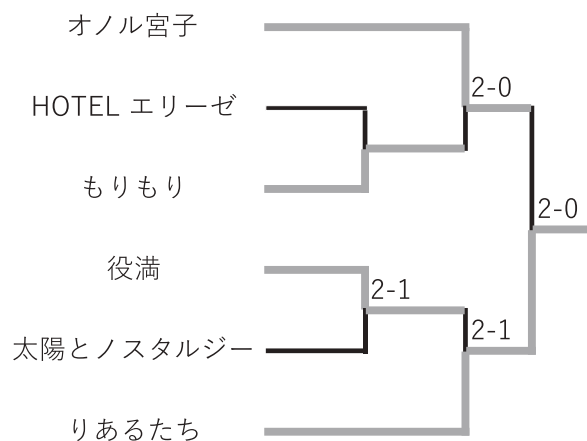 オノル宮子
2-0
HOTEL エリーゼ
もりもり
2-0
役満
2-1
太陽とノスタルジー
2-1
りあるたち